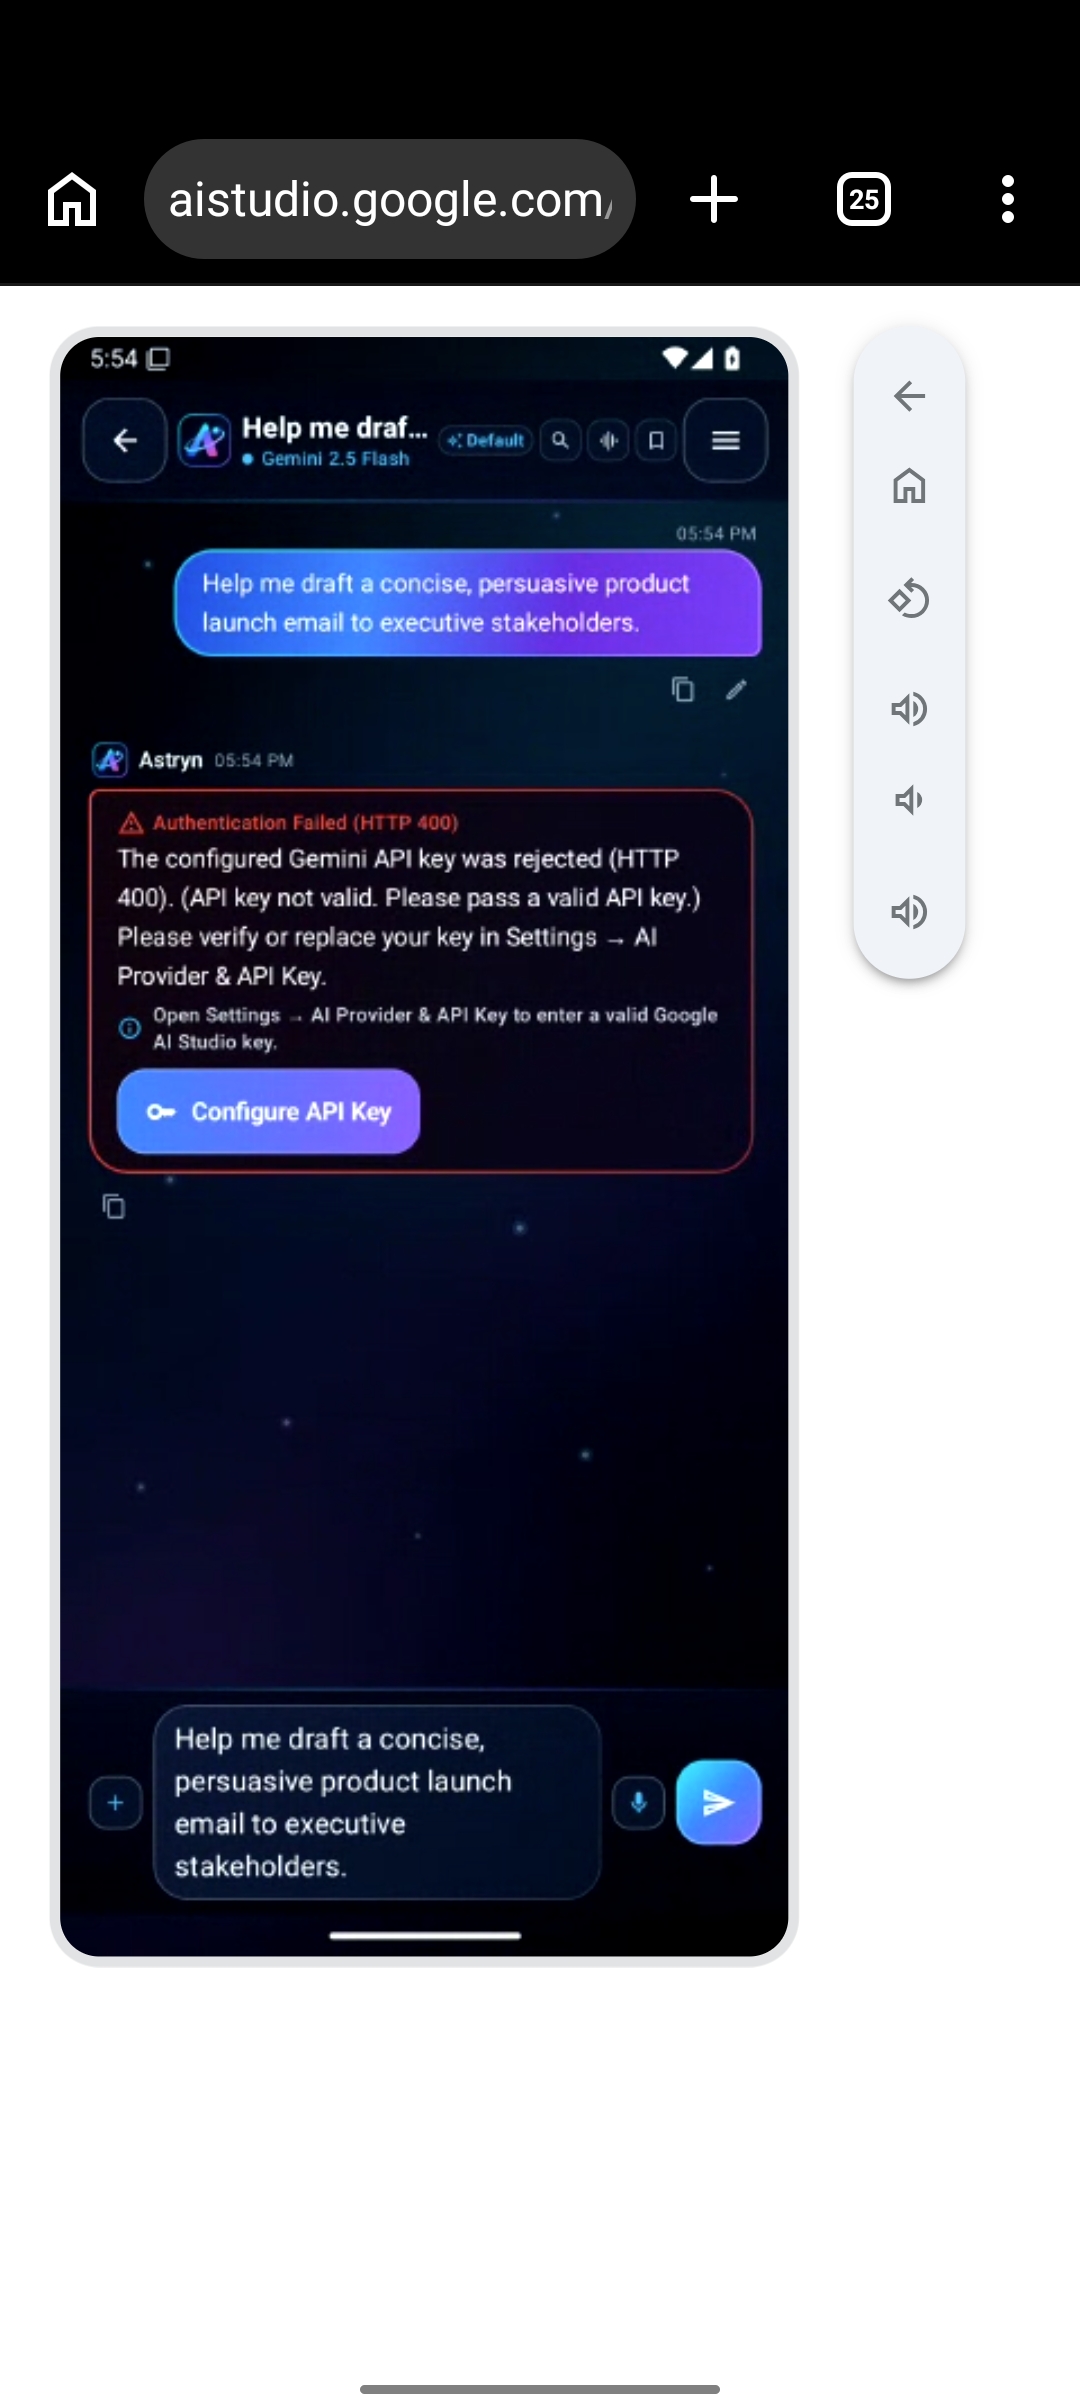 aistudio.google.com/
25
5:54
Help me draf...
Gemini 2.5 Flash
Default
05:54 PM
Help me draft a concise, persuasive product
launch email to executive stakeholders.
Astryn 05:54 PM
Authentication Failed (HTTP 400)
The configured Gemini API key was rejected (HTTP
400). (API key not valid. Please pass a valid API key.)
Please verify or replace your key in Settings → AI
Provider & API Key.
Open Settings → AI Provider & API Key to enter a valid Google
AI Studio key.
Configure API Key
Help me draft a concise,
persuasive product launch
email to executive
stakeholders.